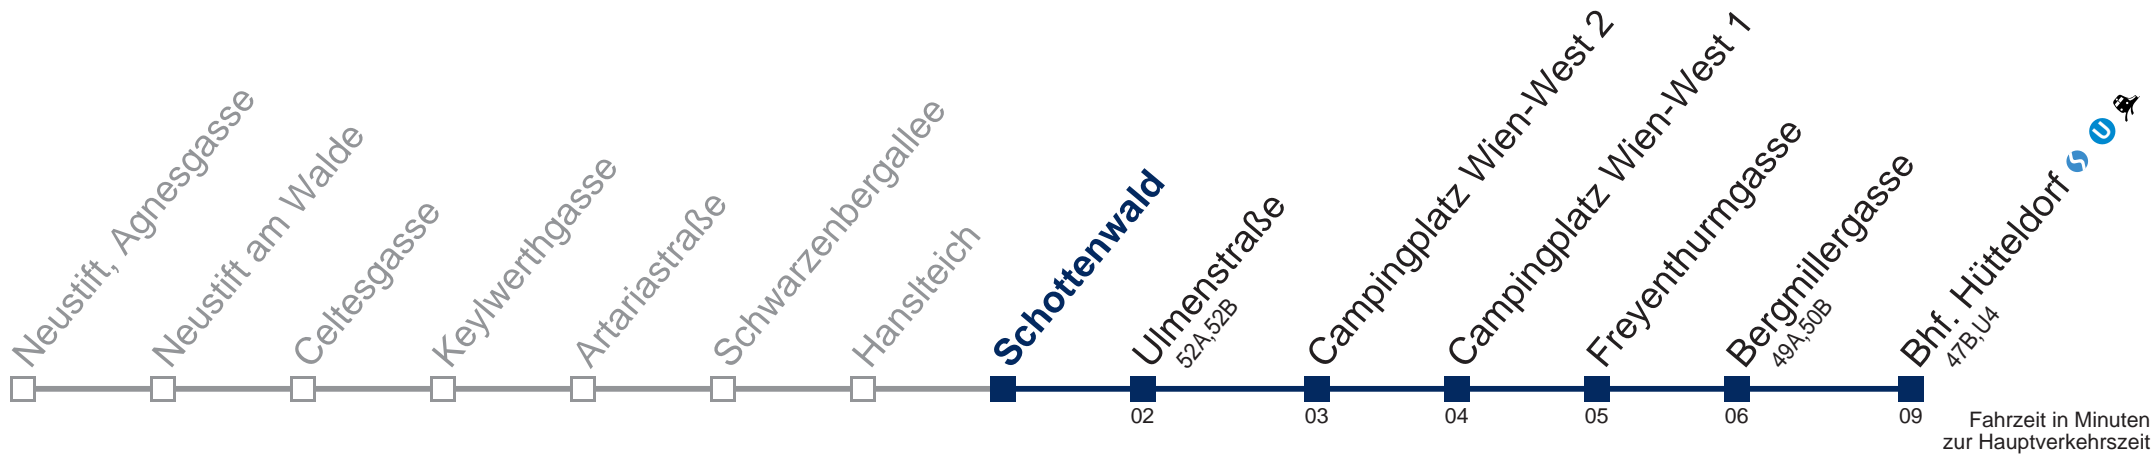 Neustift, Agnesgasse
Neustift am Walde
Celtesgasse
Keylwerthgasse
Artariastraße
Schwarzenbergallee
Hanslteich
Schottenwald
Ulmenstraße
52A,52B
Campingplatz Wien-West 2
Campingplatz Wien-West 1
Freyenthurmgasse
Bergmillergasse
49A,50B
Bhf. Hütteldorf S U
47B,U4
02 03 04 05 06 09
Fahrzeit in Minuten
zur Hauptverkehrszeit